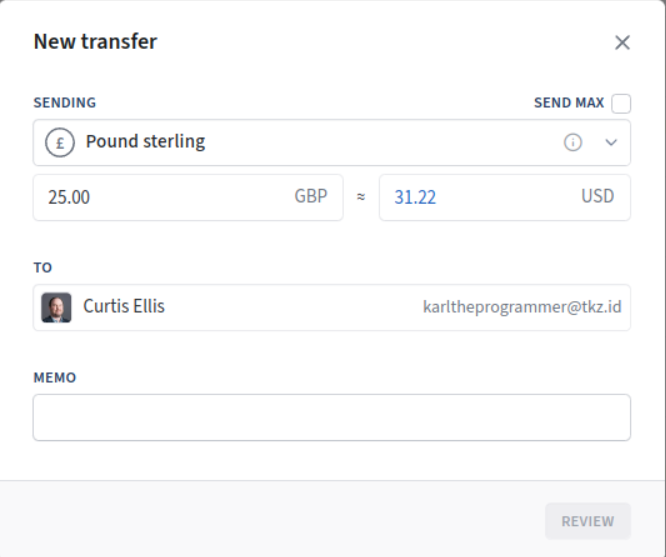 New transfer
SENDING SEND MAX
£ Pound sterling
25.00 GBP ≈ 31.22 USD
TO
Curtis Ellis karltheprogrammer@tkz.id
MEMO
REVIEW